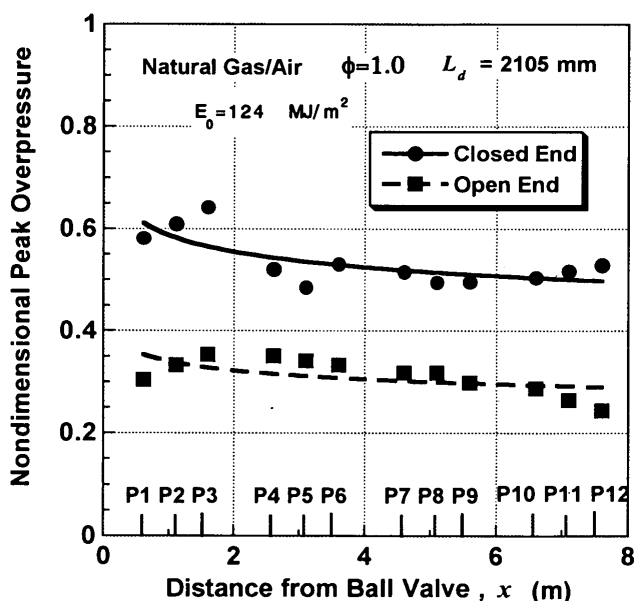 Nondimensional Peak Overpressure
1
0.8
0.6
0.4
0.2
0
Natural Gas/Air ϕ=1.0 L_d = 2105 mm
E_0=124 MJ/m^2
Closed End
Open End
P1 P2 P3 P4 P5 P6 P7 P8 P9 P10 P11 P12
0 2 4 6 8
Distance from Ball Valve , x (m)